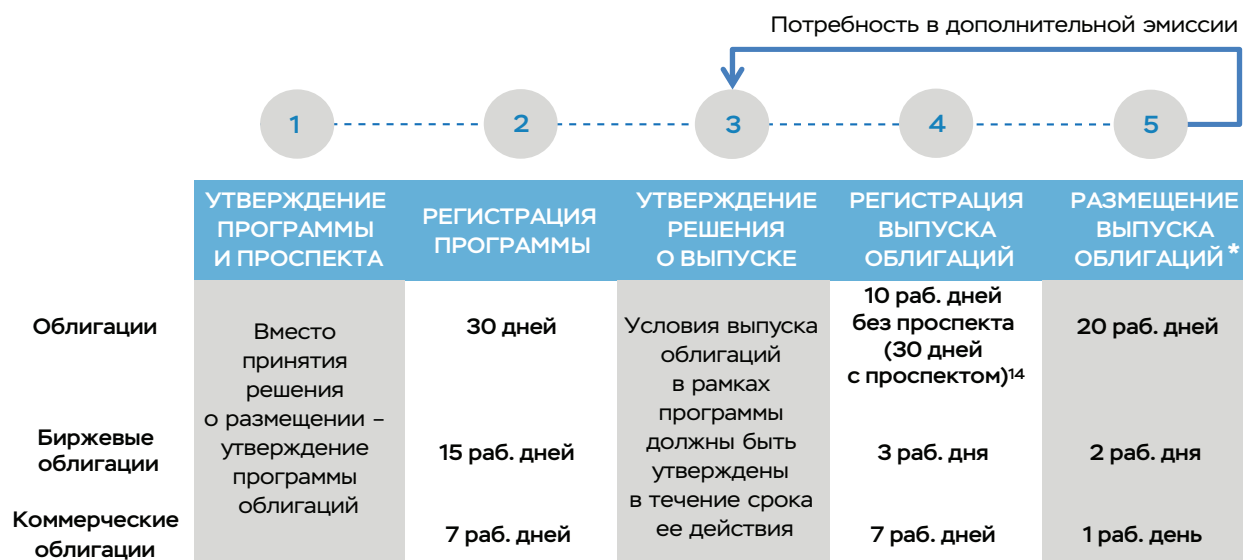 Потребность в дополнительной эмиссии
1
2
3
4
5
УТВЕРЖДЕНИЕ
ПРОГРАММЫ
И ПРОСПЕКТА
РЕГИСТРАЦИЯ
ПРОГРАММЫ
УТВЕРЖДЕНИЕ
РЕШЕНИЯ
О ВЫПУСКЕ
РЕГИСТРАЦИЯ
ВЫПУСКА
ОБЛИГАЦИЙ
РАЗМЕЩЕНИЕ
ВЫПУСКА
ОБЛИГАЦИЙ *
Облигации
Вместо
принятия
решения
о размещении –
утверждение
программы
облигаций
30 дней
Условия выпуска
облигаций
в рамках
программы
должны быть
утверждены
в течение срока
ее действия
10 раб. дней
без проспекта
(30 дней
с проспектом)¹⁴
20 раб. дней
Биржевые
облигации
15 раб. дней
3 раб. дня
2 раб. дня
Коммерческие
облигации
7 раб. дней
7 раб. дней
1 раб. день